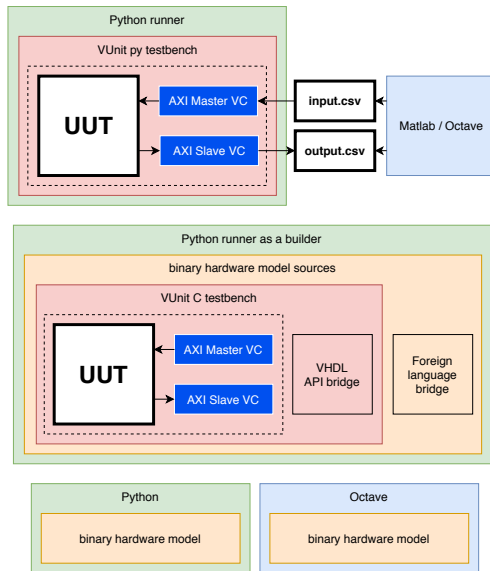 Python runner
VUnit py testbench
UUT
AXI Master VC
AXI Slave VC
input.csv
output.csv
Matlab / Octave
Python runner as a builder
binary hardware model sources
VUnit C testbench
UUT
AXI Master VC
AXI Slave VC
VHDL
API bridge
Foreign
language
bridge
Python
binary hardware model
Octave
binary hardware model